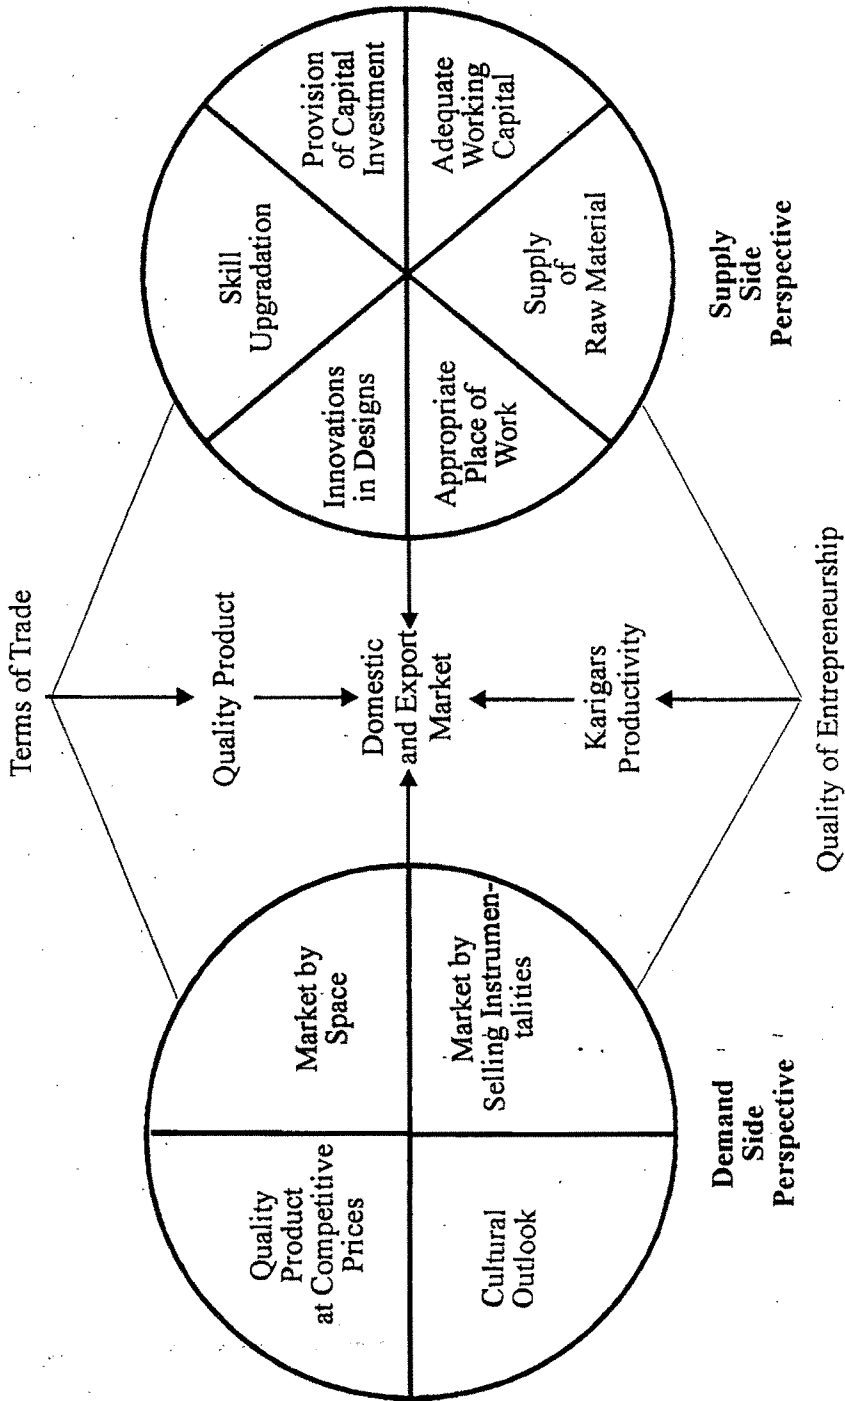 Terms of Trade
Quality
Product
at Competitive
Prices
Market by
Space
Cultural
Outlook
Market by
Selling Instrumen-
talities
Demand
Side
Perspective
Quality Product
Domestic
and Export
Market
Karigars
Productivity
Quality of Entrepreneurship
Skill
Upgradation
Innovations
in Designs
Provision
of Capital
Investment
Appropriate
Place of
Work
Adequate
Working
Capital
Supply
of
Raw Material
Supply
Side
Perspective